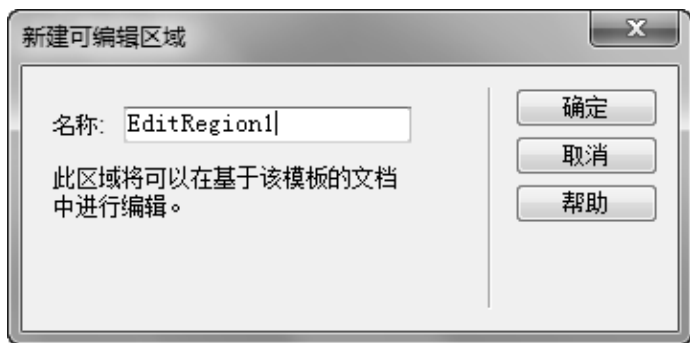 新建可编辑区域
名称: EditRegion1
此区域将可以在基于该模板的文档
中进行编辑。
确定
取消
帮助